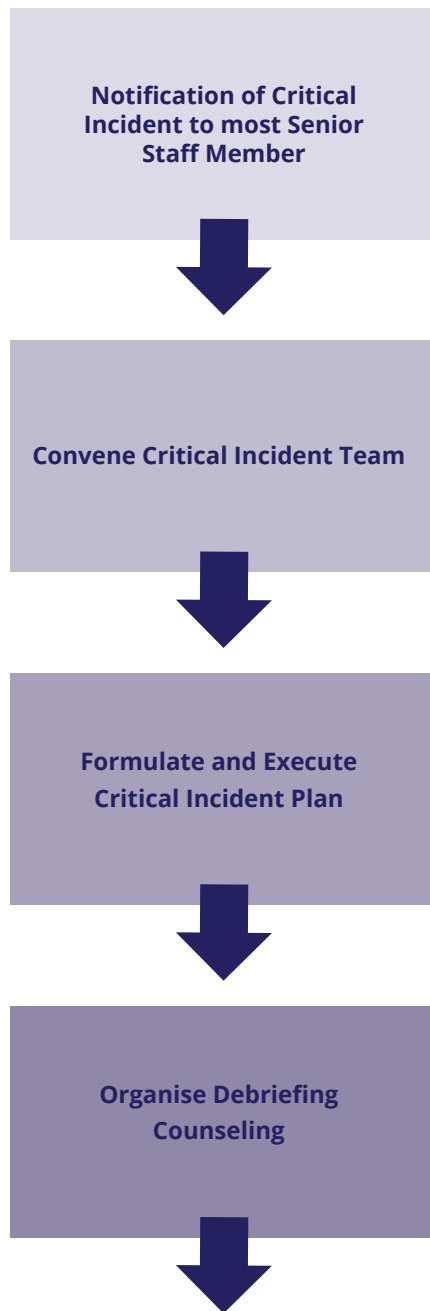 Notification of Critical
Incident to most Senior
Staff Member
Convene Critical Incident Team
Formulate and Execute
Critical Incident Plan
Organise Debriefing
Counseling